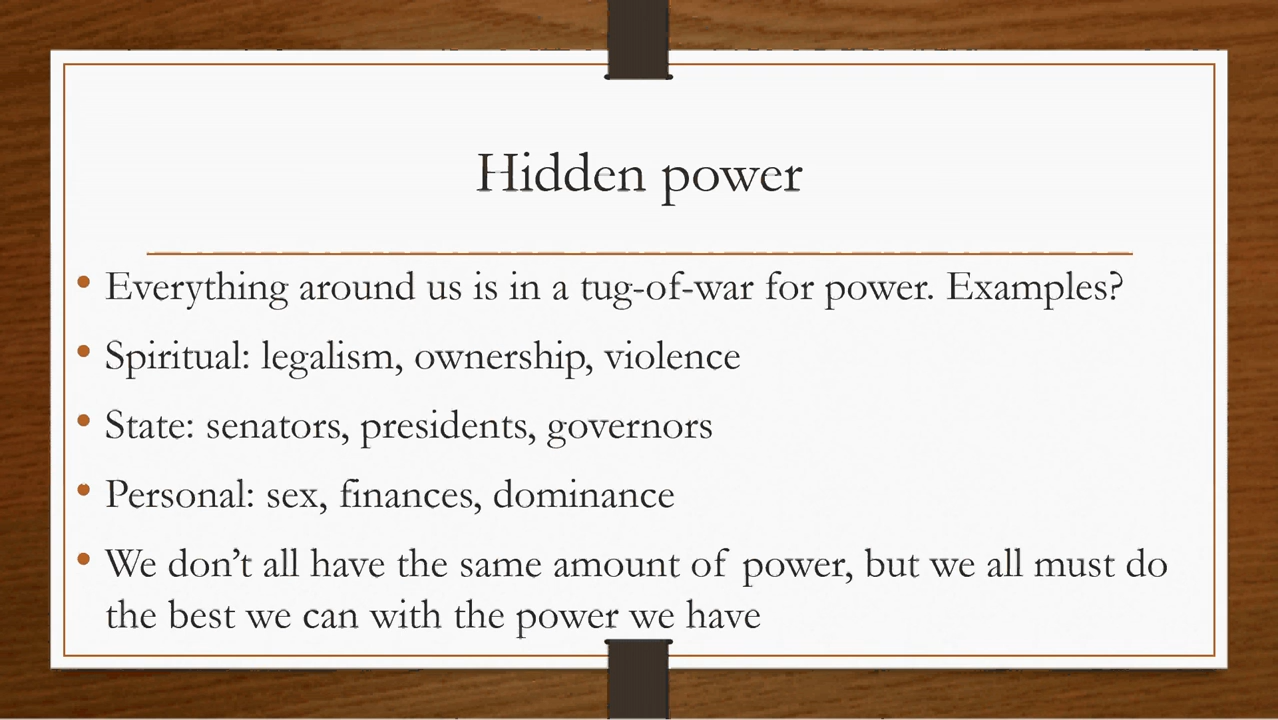 Hidden power
• Everything around us is in a tug-of-war for power. Examples?
• Spiritual: legalism, ownership, violence
• State: senators, presidents, governors
• Personal: sex, finances, dominance
• We don’t all have the same amount of power, but we all must do
the best we can with the power we have